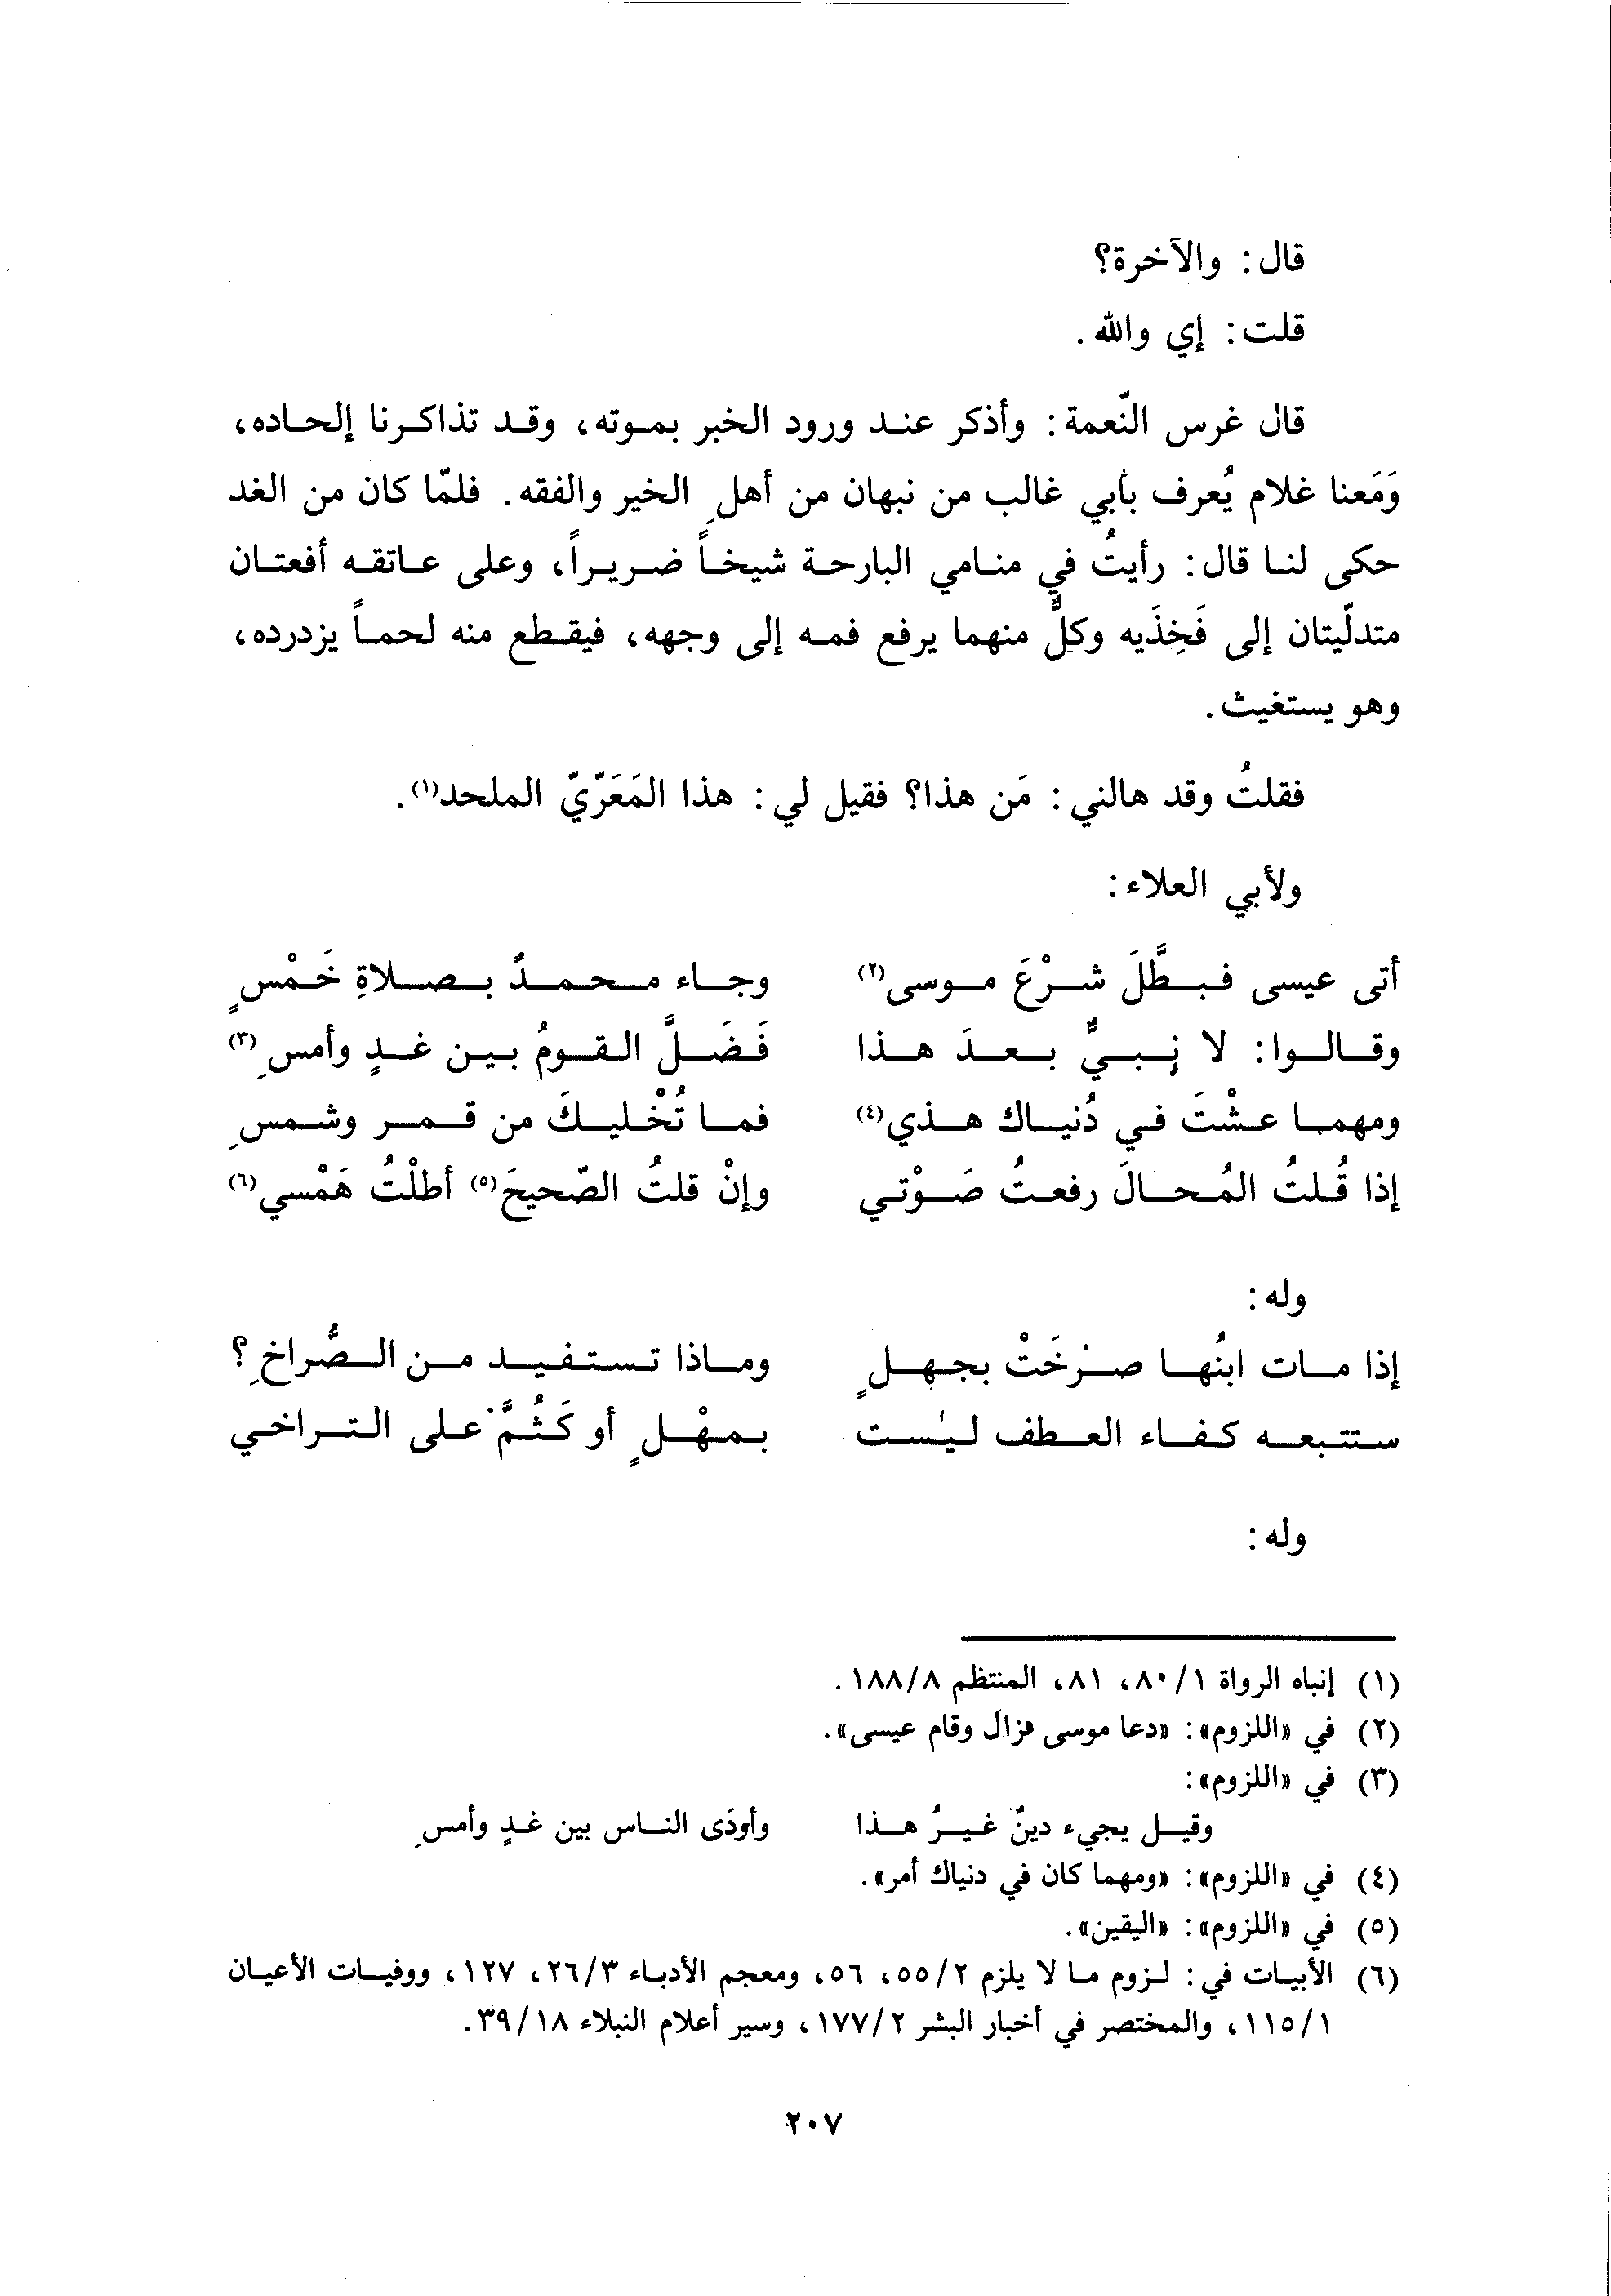 قال: والآخرة؟
قلت: إي والله.
قال غرس النّعمة: وأذكر عند ورود الخبر بموته، وقد تذاكرنا إلحاده،
وَمَعنا غلام يُعرف بأبي غالب من نبهان من أهلِ الخير والفقه. فلمّا كان من الغد
حكى لنا قال: رأيتُ في منامي البارحة شيخاً ضريراً، وعلى عاتقه أفعتان
متدلّيتان إلى فَخِذَيه وكلٌّ منهما يرفع فمه إلى وجهه، فيقطع منه لحماً يزدرده،
وهو يستغيث.
فقلتُ وقد هالني: مَن هذا؟ فقيل لي: هذا المَعَرّيّ الملحد(١).
ولأبي العلاء:
أتى عيسى فبطَّلَ شرْعَ موسى(٢) وجاء محمدٌ بصلاةِ خَمْسٍ
وقالوا: لا نبيٌّ بعدَ هذا فَضَلَّ القومُ بين غدٍ وأمسِ(٣)
ومهما عشْتَ في دُنياك هذي(٤) فما تُخْليكَ من قمر وشمسِ
إذا قُلتُ المُحالَ رفعتُ صَوْتي وإنْ قلتُ الصّحيحَ(٥) أطلْتُ هَمْسي(٦)
وله:
إذا مات ابنُها صرْخَتْ بجهلٍ وماذا تستفيد من الصُّراخِ؟
ستتبعه كفاء العطف ليست بمهْلٍ أو كَثُمَّ على التراخي
وله:
(١) إنباه الرواة ٨٠/١، ٨١، المنتظم ١٨٨/٨.
(٢) في «اللزوم»: «دعا موسى فزال وقام عيسى».
(٣) في «اللزوم»:
وقيل يجيء دينٌ غيرُ هذا وأودَى الناس بين غدٍ وأمسِ
(٤) في «اللزوم»: «ومهما كان في دنياك أمر».
(٥) في «اللزوم»: «اليقين».
(٦) الأبيات في: لزوم ما لا يلزم ٥٥/٢، ٥٦، ومعجم الأدباء ٢٦/٣، ١٢٧، ووفيات الأعيان
١١٥/١، والمختصر في أخبار البشر ١٧٧/٢، وسير أعلام النبلاء ٣٩/١٨.
٢٠٧